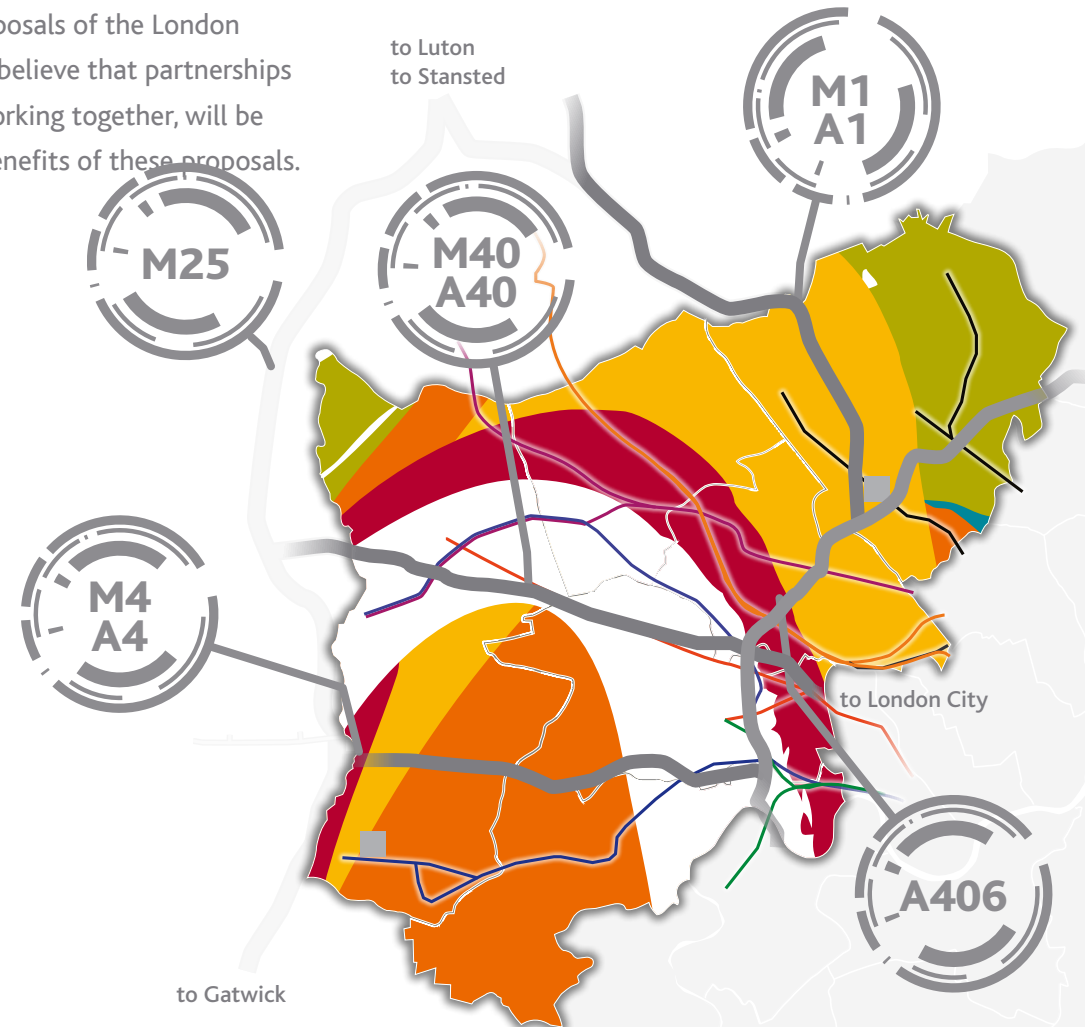 posals of the London
believe that partnerships
orking together, will be
enefits of these proposals.
to Luton
to Stansted
M1
A1
M25
M40
A40
M4
A4
to London City
A406
to Gatwick